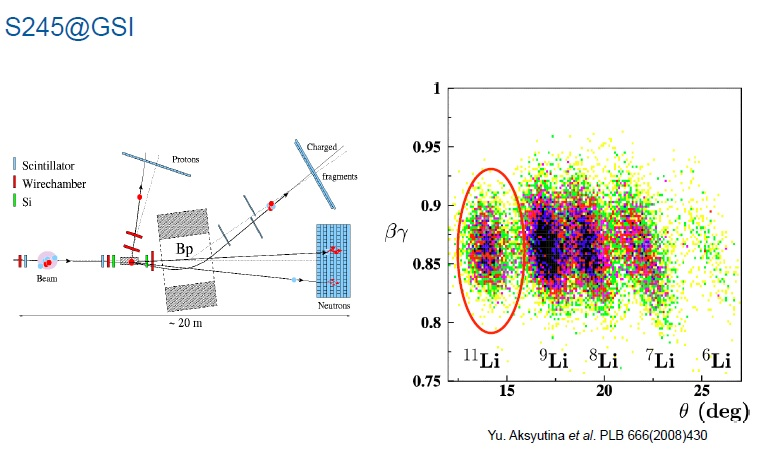 S245@GSI
Scintillator
Wirechamber
Si
Protons
Charged
fragments
Bρ
Beam
Neutrons
~ 20 m
1
0.95
0.9
βγ
0.85
0.8
0.75
¹¹Li
⁹Li
⁸Li
⁷Li
⁶Li
15
20
25
θ (deg)
Yu. Aksyutina et al. PLB 666(2008)430